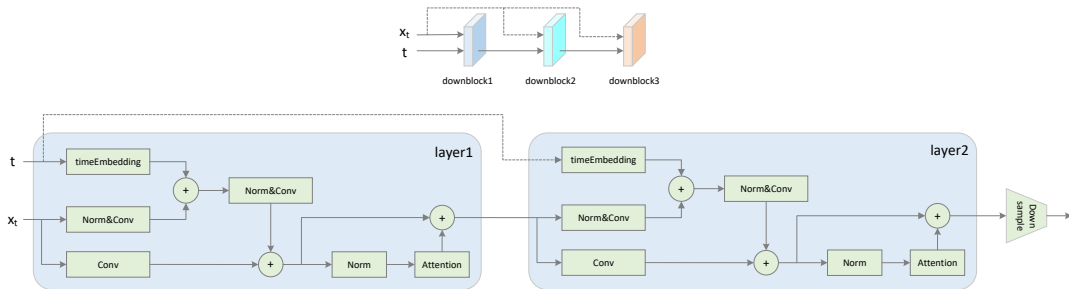 xₜ
t
downblock1
downblock2
downblock3
layer1
layer2
t
timeEmbedding
timeEmbedding
+
Norm&Conv
+
Norm&Conv
xₜ
Norm&Conv
+
Norm&Conv
+
Down
sample
Conv
+
Norm
Attention
Conv
+
Norm
Attention